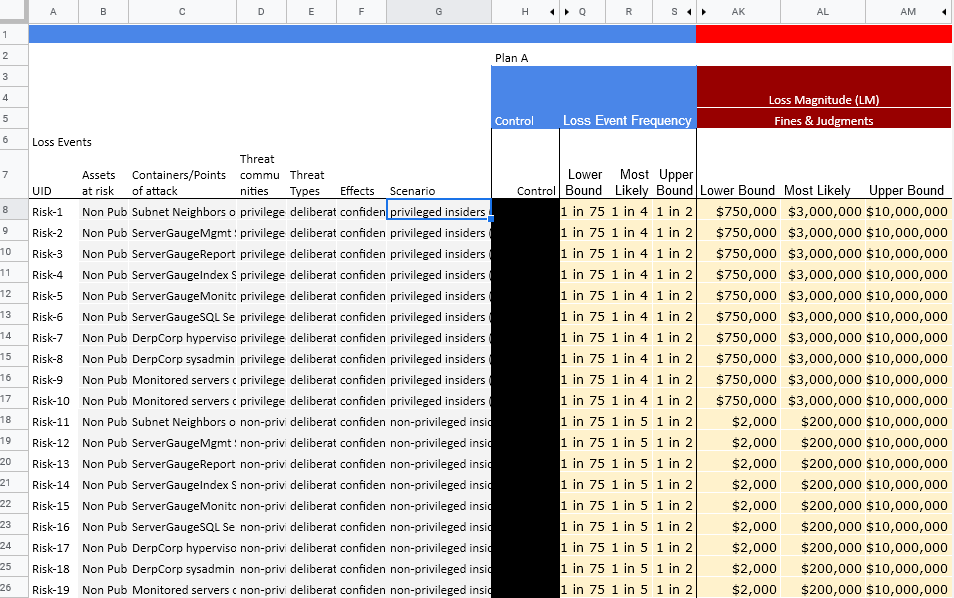 A B C D E F G H Q R S AK AL AM
1
2 Plan A
3
4 Loss Magnitude (LM)
5 Control Loss Event Frequency Fines & Judgments
6 Loss Events
7 UID Assets at risk Containers/Points of attack Threat commu nities Threat Types Effects Scenario Control Lower Bound Most Likely Upper Bound Lower Bound Most Likely Upper Bound
8 Risk-1 Non Pub Subnet Neighbors o privilege deliberat confiden privileged insiders 1 in 75 1 in 4 1 in 2 $750,000 $3,000,000 $10,000,000
9 Risk-2 Non Pub ServerGaugeMgmt privilege deliberat confiden privileged insiders ( 1 in 75 1 in 4 1 in 2 $750,000 $3,000,000 $10,000,000
10 Risk-3 Non Pub ServerGaugeReport privilege deliberat confiden privileged insiders ( 1 in 75 1 in 4 1 in 2 $750,000 $3,000,000 $10,000,000
11 Risk-4 Non Pub ServerGaugeIndex S privilege deliberat confiden privileged insiders ( 1 in 75 1 in 4 1 in 2 $750,000 $3,000,000 $10,000,000
12 Risk-5 Non Pub ServerGaugeMonitc privilege deliberat confiden privileged insiders ( 1 in 75 1 in 4 1 in 2 $750,000 $3,000,000 $10,000,000
13 Risk-6 Non Pub ServerGaugeSQL Se privilege deliberat confiden privileged insiders ( 1 in 75 1 in 4 1 in 2 $750,000 $3,000,000 $10,000,000
14 Risk-7 Non Pub DerpCorp hyperviso privilege deliberat confiden privileged insiders ( 1 in 75 1 in 4 1 in 2 $750,000 $3,000,000 $10,000,000
15 Risk-8 Non Pub DerpCorp sysadmin privilege deliberat confiden privileged insiders ( 1 in 75 1 in 4 1 in 2 $750,000 $3,000,000 $10,000,000
16 Risk-9 Non Pub Monitored servers c privilege deliberat confiden privileged insiders ( 1 in 75 1 in 4 1 in 2 $750,000 $3,000,000 $10,000,000
17 Risk-10 Non Pub Monitored servers c privilege deliberat confiden privileged insiders ( 1 in 75 1 in 4 1 in 2 $750,000 $3,000,000 $10,000,000
18 Risk-11 Non Pub Subnet Neighbors o non-privi deliberat confiden non-privileged insic 1 in 75 1 in 5 1 in 2 $2,000 $200,000 $10,000,000
19 Risk-12 Non Pub ServerGaugeMgmt non-privi deliberat confiden non-privileged insic 1 in 75 1 in 5 1 in 2 $2,000 $200,000 $10,000,000
20 Risk-13 Non Pub ServerGaugeReport non-privi deliberat confiden non-privileged insic 1 in 75 1 in 5 1 in 2 $2,000 $200,000 $10,000,000
21 Risk-14 Non Pub ServerGaugeIndex S non-privi deliberat confiden non-privileged insic 1 in 75 1 in 5 1 in 2 $2,000 $200,000 $10,000,000
22 Risk-15 Non Pub ServerGaugeMonitc non-privi deliberat confiden non-privileged insic 1 in 75 1 in 5 1 in 2 $2,000 $200,000 $10,000,000
23 Risk-16 Non Pub ServerGaugeSQL Se non-privi deliberat confiden non-privileged insic 1 in 75 1 in 5 1 in 2 $2,000 $200,000 $10,000,000
24 Risk-17 Non Pub DerpCorp hyperviso non-privi deliberat confiden non-privileged insic 1 in 75 1 in 5 1 in 2 $2,000 $200,000 $10,000,000
25 Risk-18 Non Pub DerpCorp sysadmin non-privi deliberat confiden non-privileged insic 1 in 75 1 in 5 1 in 2 $2,000 $200,000 $10,000,000
26 Risk-19 Non Pub Monitored servers c non-privi deliberat confiden non-privileged insic 1 in 75 1 in 5 1 in 2 $2,000 $200,000 $10,000,000